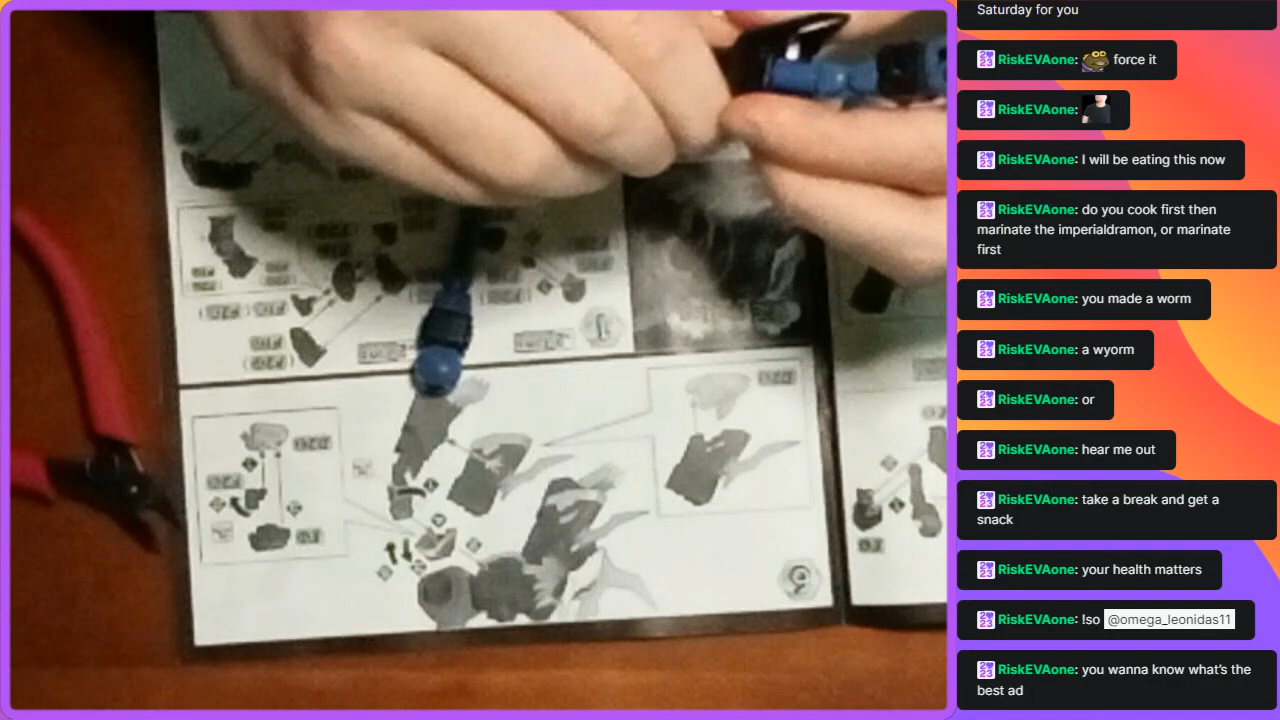 Saturday for you
RiskEVAone: force it
RiskEVAone:
RiskEVAone: I will be eating this now
RiskEVAone: do you cook first then
marinate the imperialdramon, or marinate
first
RiskEVAone: you made a worm
RiskEVAone: a wyorm
RiskEVAone: or
RiskEVAone: hear me out
RiskEVAone: take a break and get a
snack
RiskEVAone: your health matters
RiskEVAone: !so @omega_leonidas11
RiskEVAone: you wanna know what's the
best ad